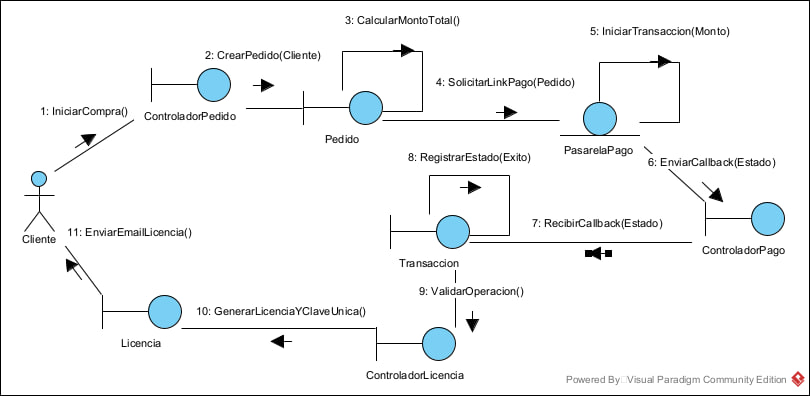 3: CalcularMontoTotal()
5: IniciarTransaccion(Monto)
2: CrearPedido(Cliente)
4: SolicitarLinkPago(Pedido)
1: IniciarCompra()
ControladorPedido
Pedido
PasarelaPago
8: RegistrarEstado(Exito)
6: EnviarCallback(Estado)
7: RecibirCallback(Estado)
11: EnviarEmailLicencia()
Cliente
ControladorPago
Transaccion
9: ValidarOperacion()
10: GenerarLicenciaYClaveUnica()
Licencia
ControladorLicencia
Powered By Visual Paradigm Community Edition